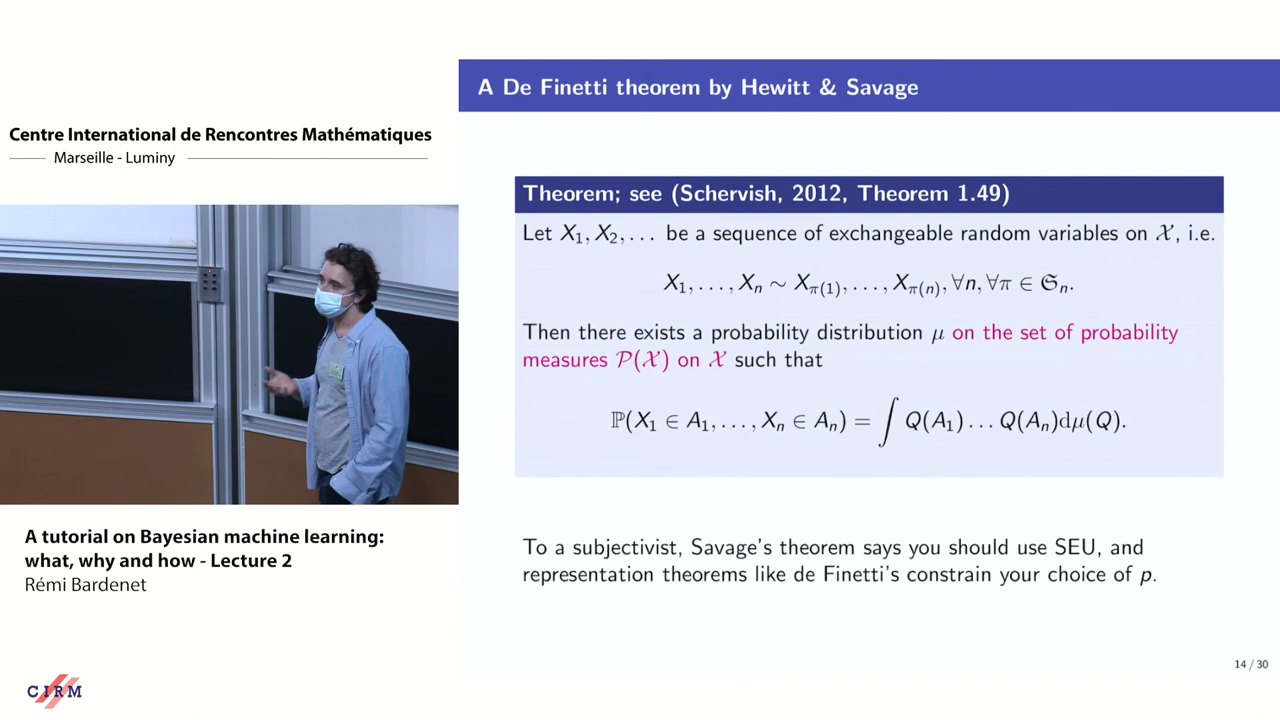 Centre International de Rencontres Mathématiques
Marseille - Luminy
A tutorial on Bayesian machine learning:
what, why and how - Lecture 2
Rémi Bardenet
CIRM
A De Finetti theorem by Hewitt & Savage
Theorem; see (Schervish, 2012, Theorem 1.49)
Let X₁, X₂, . . . be a sequence of exchangeable random variables on 𝒳, i.e.
X₁, . . . , Xₙ ∼ X_π(1), . . . , X_π(n), ∀n, ∀π ∈ 𝔖ₙ.
Then there exists a probability distribution μ on the set of probability
measures 𝒫(𝒳) on 𝒳 such that
ℙ(X₁ ∈ A₁, . . . , Xₙ ∈ Aₙ) = ∫ Q(A₁) . . . Q(Aₙ)dμ(Q).
To a subjectivist, Savage's theorem says you should use SEU, and
representation theorems like de Finetti's constrain your choice of p.
14 / 30